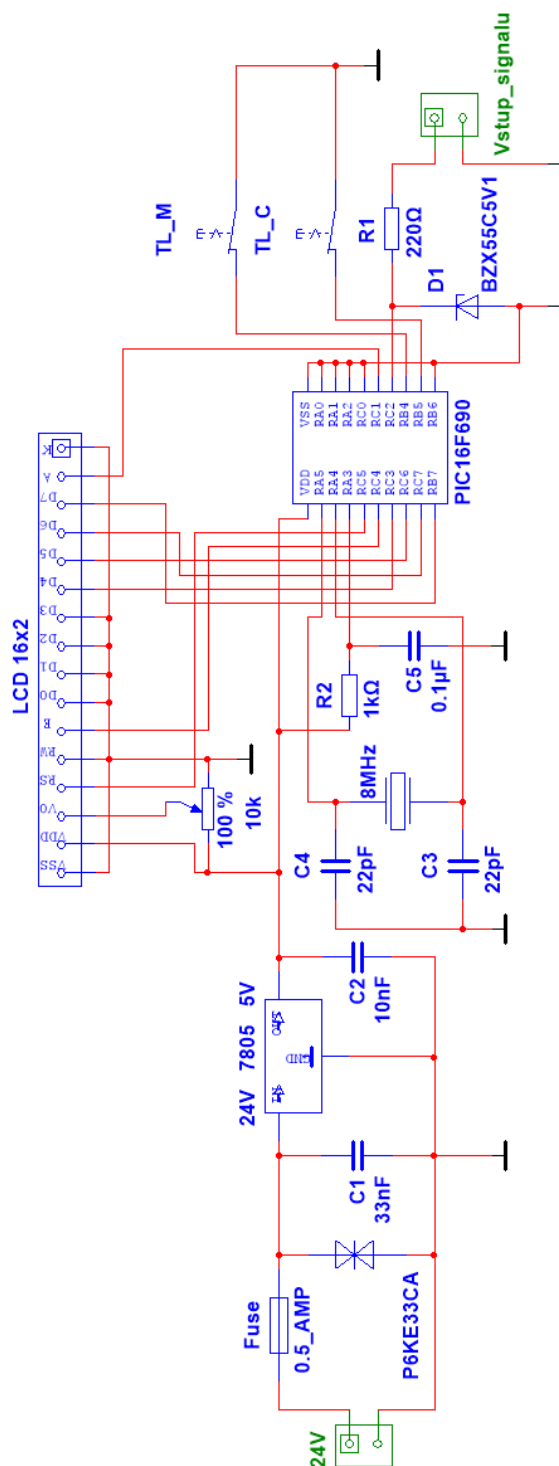 24V
Fuse
0.5_AMP
P6KE33CA
C1
33nF
24V 7805 5V
IN
GND
C2
10nF
LCD 16x2
VSS
VDD
V0
RS
RW
E
D0
D1
D2
D3
D4
D5
D6
D7
A
K
100 %
10k
C4
22pF
C3
22pF
8MHz
R2
1kΩ
C5
0.1µF
VDD
RA5
RA4
RA3
RC5
RC4
RC3
RC6
RC7
RB7
VSS
RA0
RA1
RA2
RC0
RC1
RC2
RB4
RB5
RB6
PIC16F690
TL_M
TL_C
R1
220Ω
D1
BZX55C5V1
Vstup_signalu